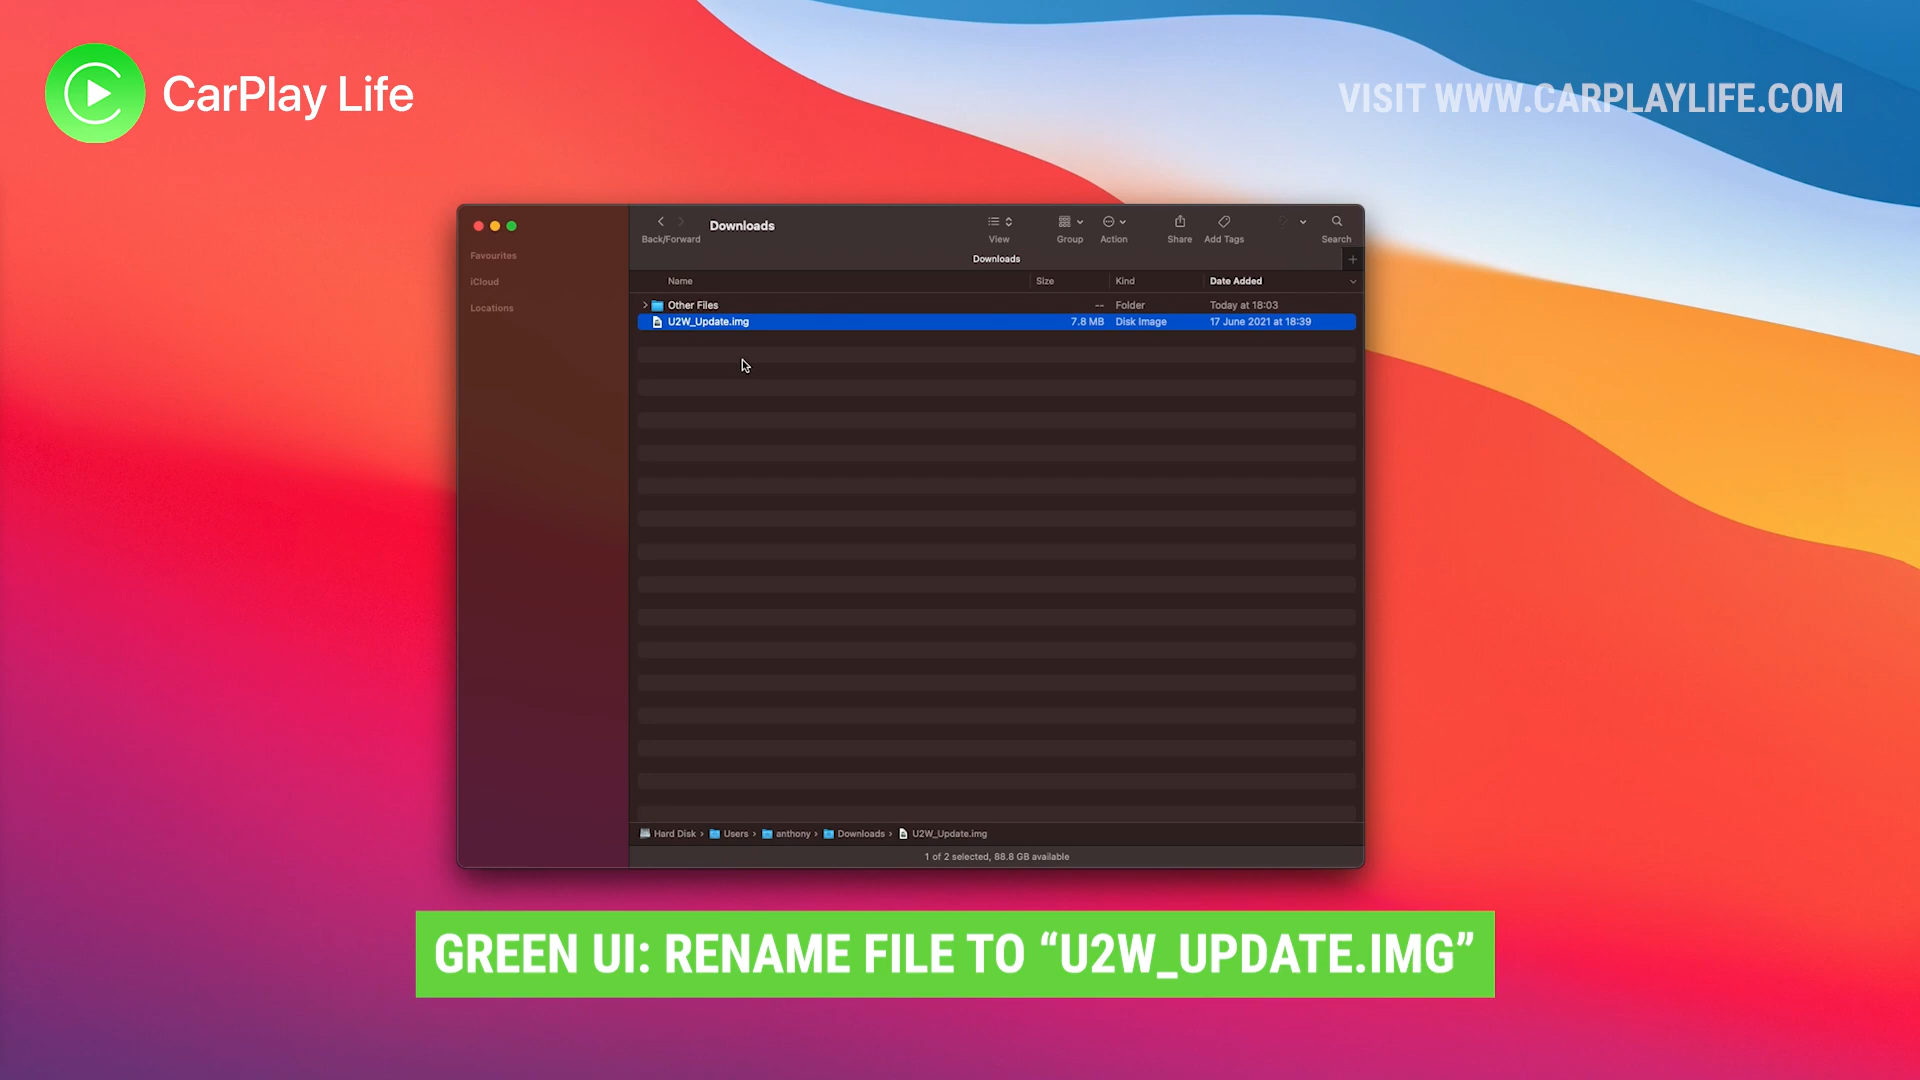 CarPlay Life
VISIT WWW.CARPLAYLIFE.COM
Downloads
Back/Forward
View
Group
Action
Share
Add Tags
Search
Downloads
Favourites
iCloud
Locations
Name Size Kind Date Added
Other Files -- Folder Today at 18:03
U2W_Update.img 7.8 MB Disk Image 17 June 2021 at 18:39
Hard Disk › Users › anthony › Downloads › U2W_Update.img
1 of 2 selected, 88.8 GB available
GREEN UI: RENAME FILE TO “U2W_UPDATE.IMG”